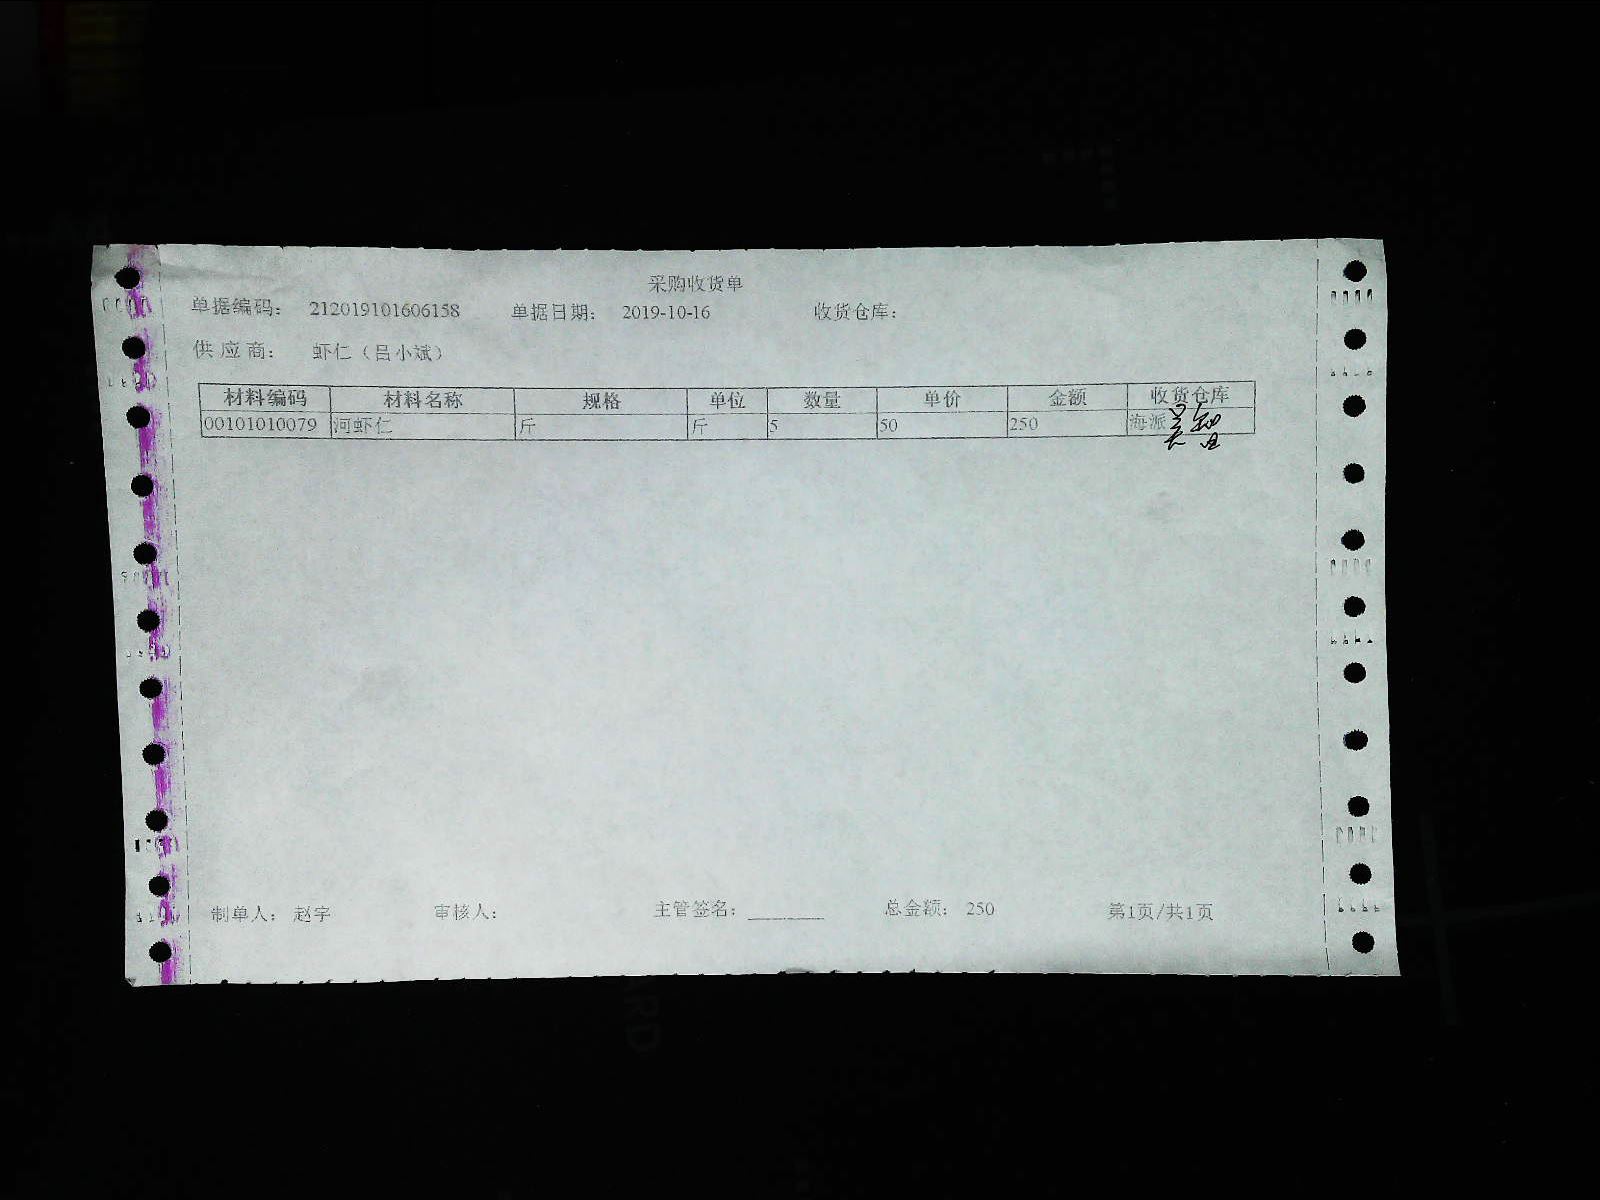 采购收货单
单据编码： 212019101606158 单据日期： 2019-10-16 收货仓库：
供应商： 虾仁（吕小斌）
材料编码 材料名称 规格 单位 数量 单价 金额 收货仓库
00101010079 河虾仁 斤 斤 5 50 250 海派
制单人： 赵宇 审核人： 主管签名： 总金额： 250 第1页/共1页